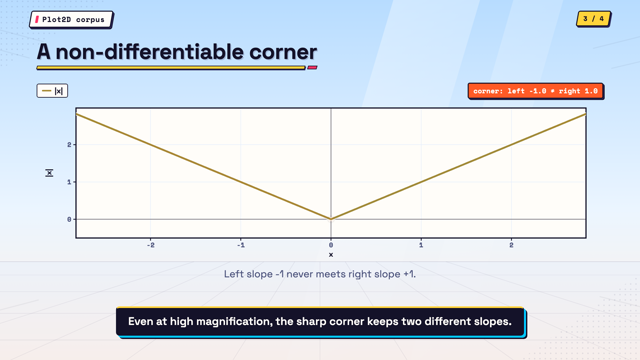 Plot2D corpus
3 / 4
A non-differentiable corner
|x|
corner: left -1.0 ≠ right 1.0
|x|
2
1
0
-2
-1
0
1
2
x
Left slope -1 never meets right slope +1.
Even at high magnification, the sharp corner keeps two different slopes.